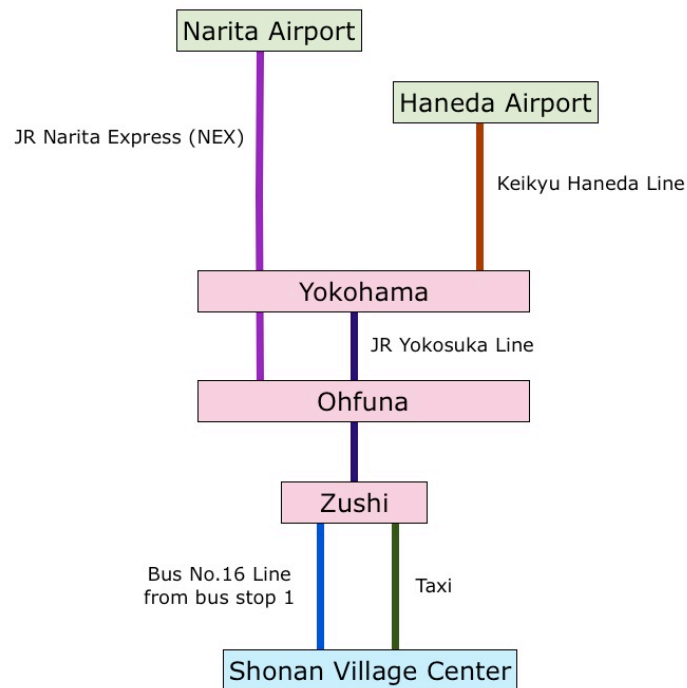 Narita Airport
Haneda Airport
JR Narita Express (NEX)
Keikyu Haneda Line
Yokohama
JR Yokosuka Line
Ohfuna
Zushi
Bus No.16 Line
from bus stop 1
Taxi
Shonan Village Center